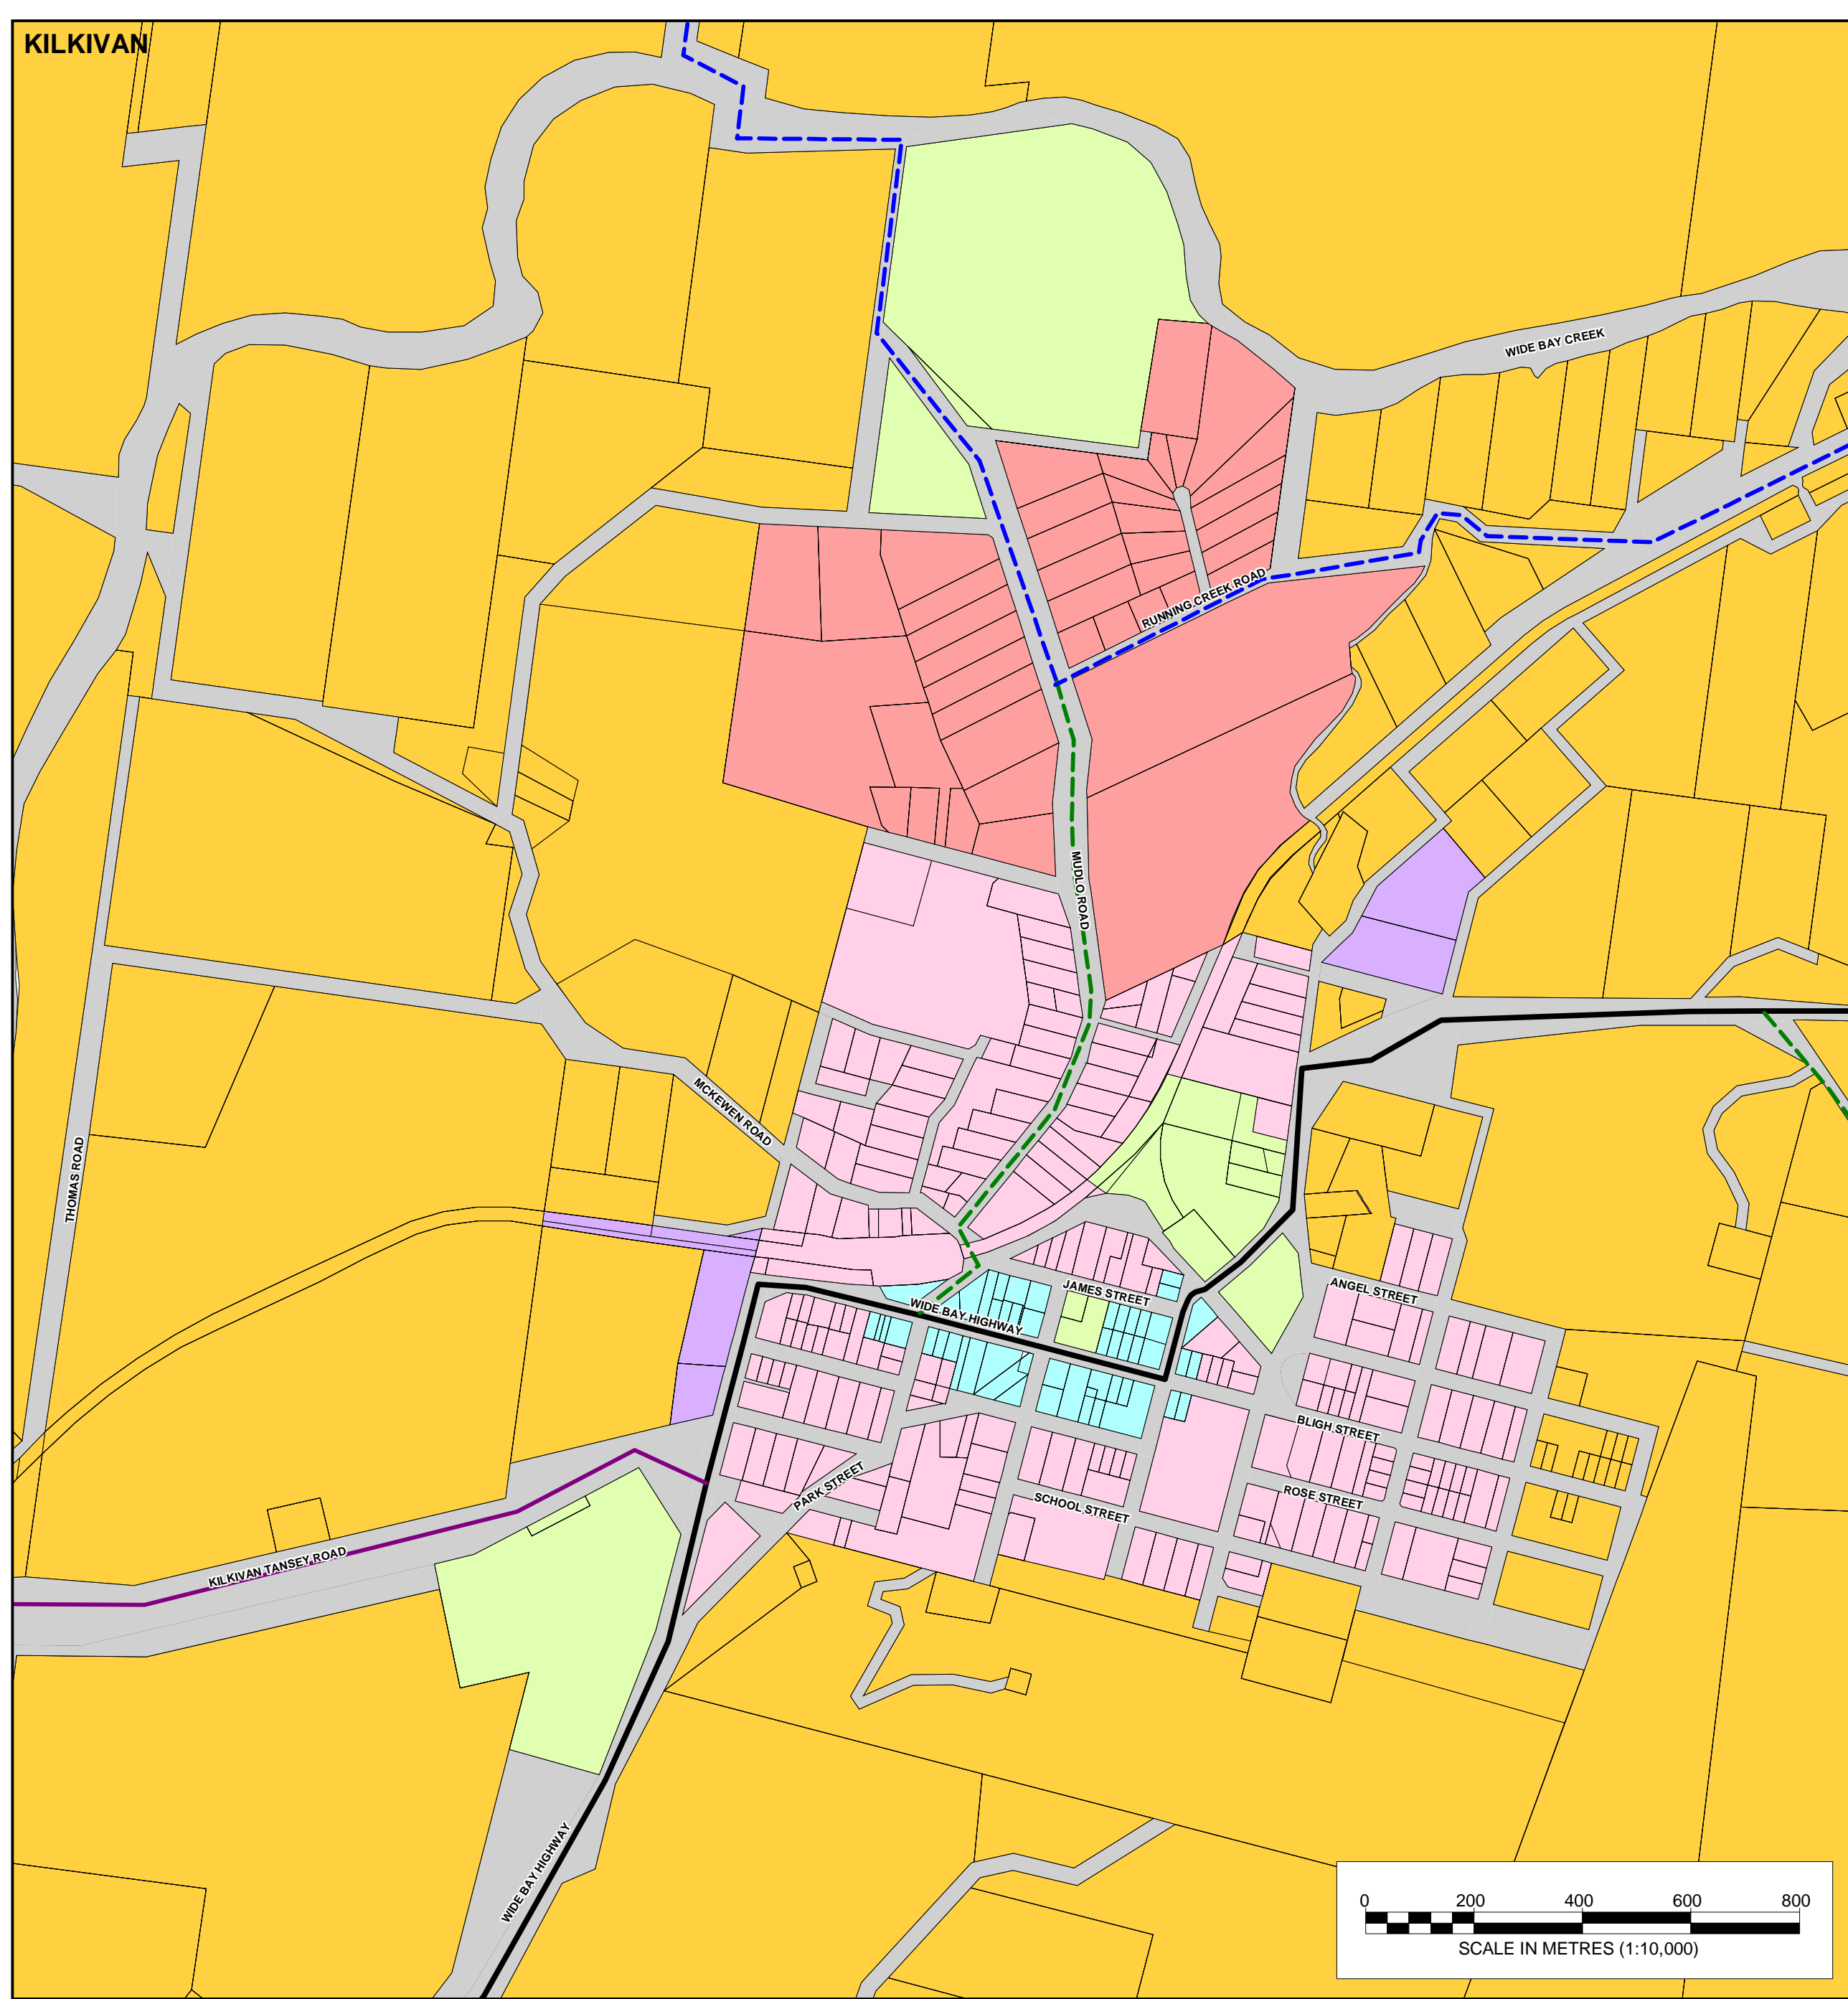 KILKIVAN
WIDE BAY CREEK
RUNNING CREEK ROAD
MUDLO ROAD
MCKEWEN ROAD
THOMAS ROAD
JAMES STREET
ANGEL STREET
WIDE BAY HIGHWAY
BLIGH STREET
PARK STREET
ROSE STREET
SCHOOL STREET
KILKIVAN TANSEY ROAD
WIDE BAY HIGHWAY
0 200 400 600 800
SCALE IN METRES (1:10,000)